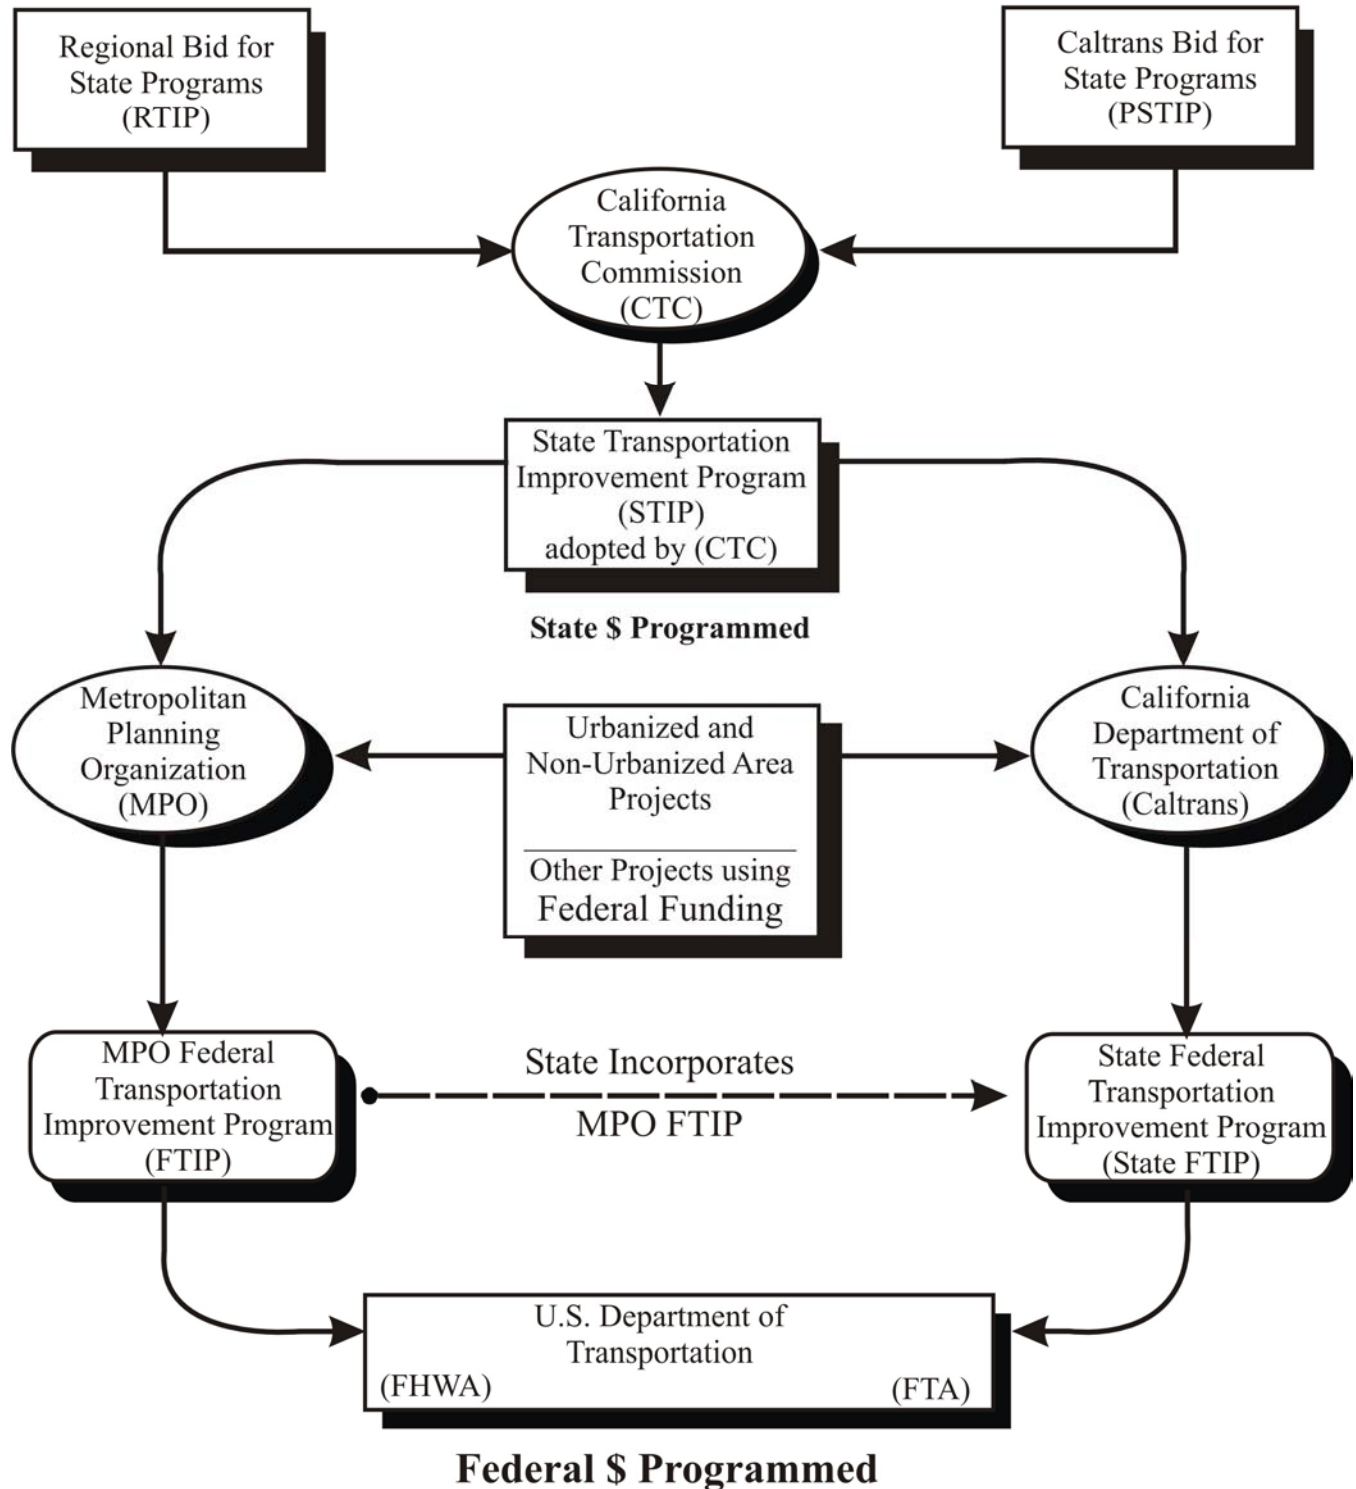 Regional Bid for
State Programs
(RTIP)
Caltrans Bid for
State Programs
(PSTIP)
California
Transportation
Commission
(CTC)
State Transportation
Improvement Program
(STIP)
adopted by (CTC)
State $ Programmed
Metropolitan
Planning
Organization
(MPO)
Urbanized and
Non-Urbanized Area
Projects
Other Projects using
Federal Funding
California
Department of
Transportation
(Caltrans)
MPO Federal
Transportation
Improvement Program
(FTIP)
State Incorporates
MPO FTIP
State Federal
Transportation
Improvement Program
(State FTIP)
U.S. Department of
Transportation
(FHWA)
(FTA)
Federal $ Programmed